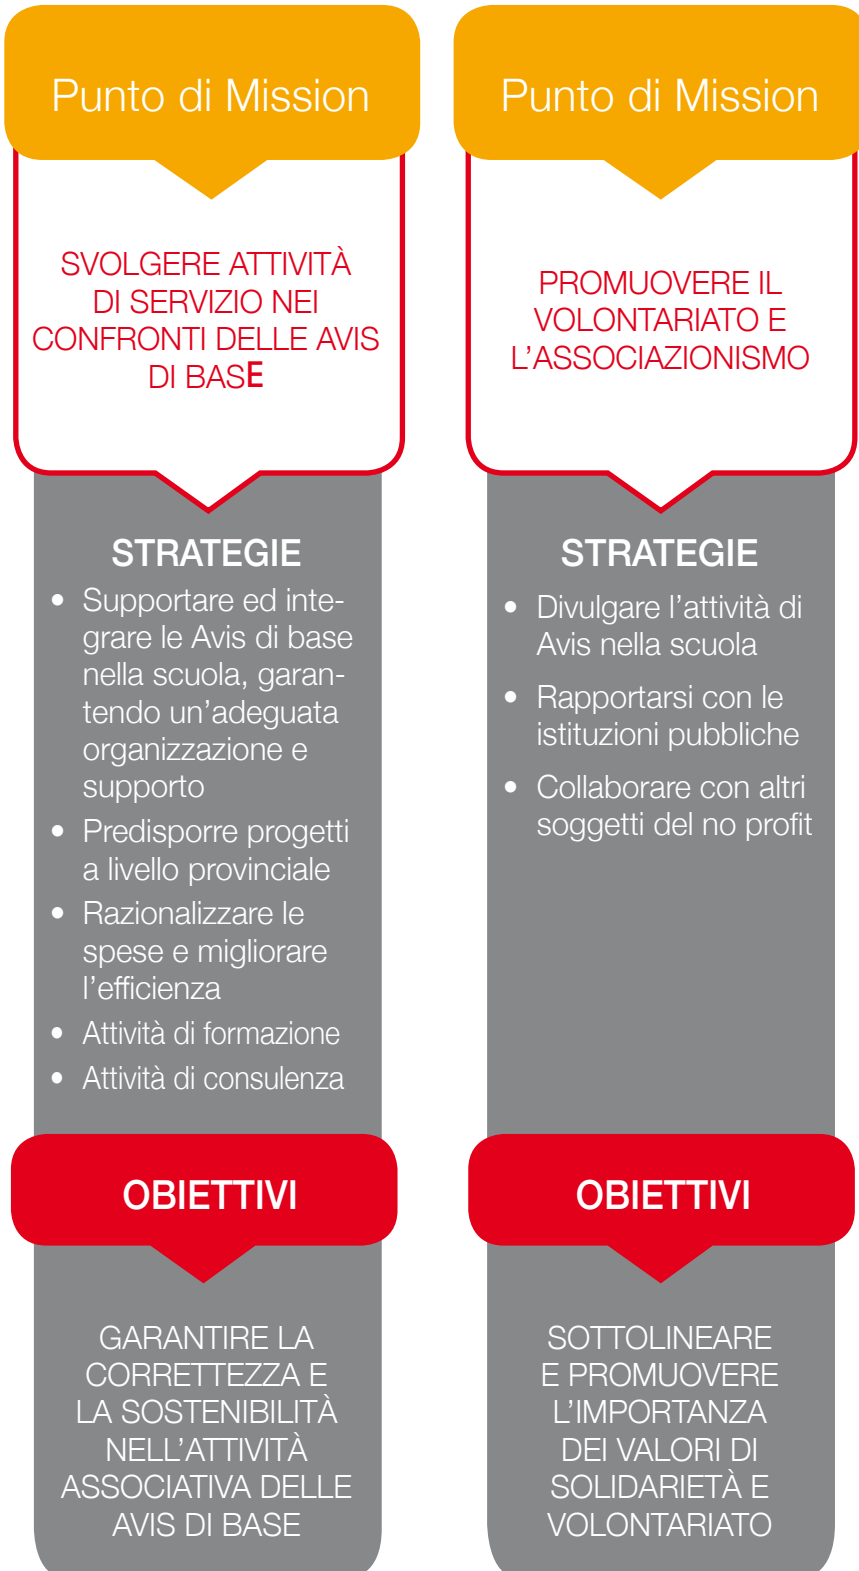 Punto di Mission
SVOLGERE ATTIVITÀ
DI SERVIZIO NEI
CONFRONTI DELLE AVIS
DI BASE
STRATEGIE
• Supportare ed inte-
grare le Avis di base
nella scuola, garan-
tendo un’adeguata
organizzazione e
supporto
• Predisporre progetti
a livello provinciale
• Razionalizzare le
spese e migliorare
l’efficienza
• Attività di formazione
• Attività di consulenza
OBIETTIVI
GARANTIRE LA
CORRETTEZZA E
LA SOSTENIBILITÀ
NELL’ATTIVITÀ
ASSOCIATIVA DELLE
AVIS DI BASE
Punto di Mission
PROMUOVERE IL
VOLONTARIATO E
L’ASSOCIAZIONISMO
STRATEGIE
• Divulgare l’attività di
Avis nella scuola
• Rapportarsi con le
istituzioni pubbliche
• Collaborare con altri
soggetti del no profit
OBIETTIVI
SOTTOLINEARE
E PROMUOVERE
L’IMPORTANZA
DEI VALORI DI
SOLIDARIETÀ E
VOLONTARIATO